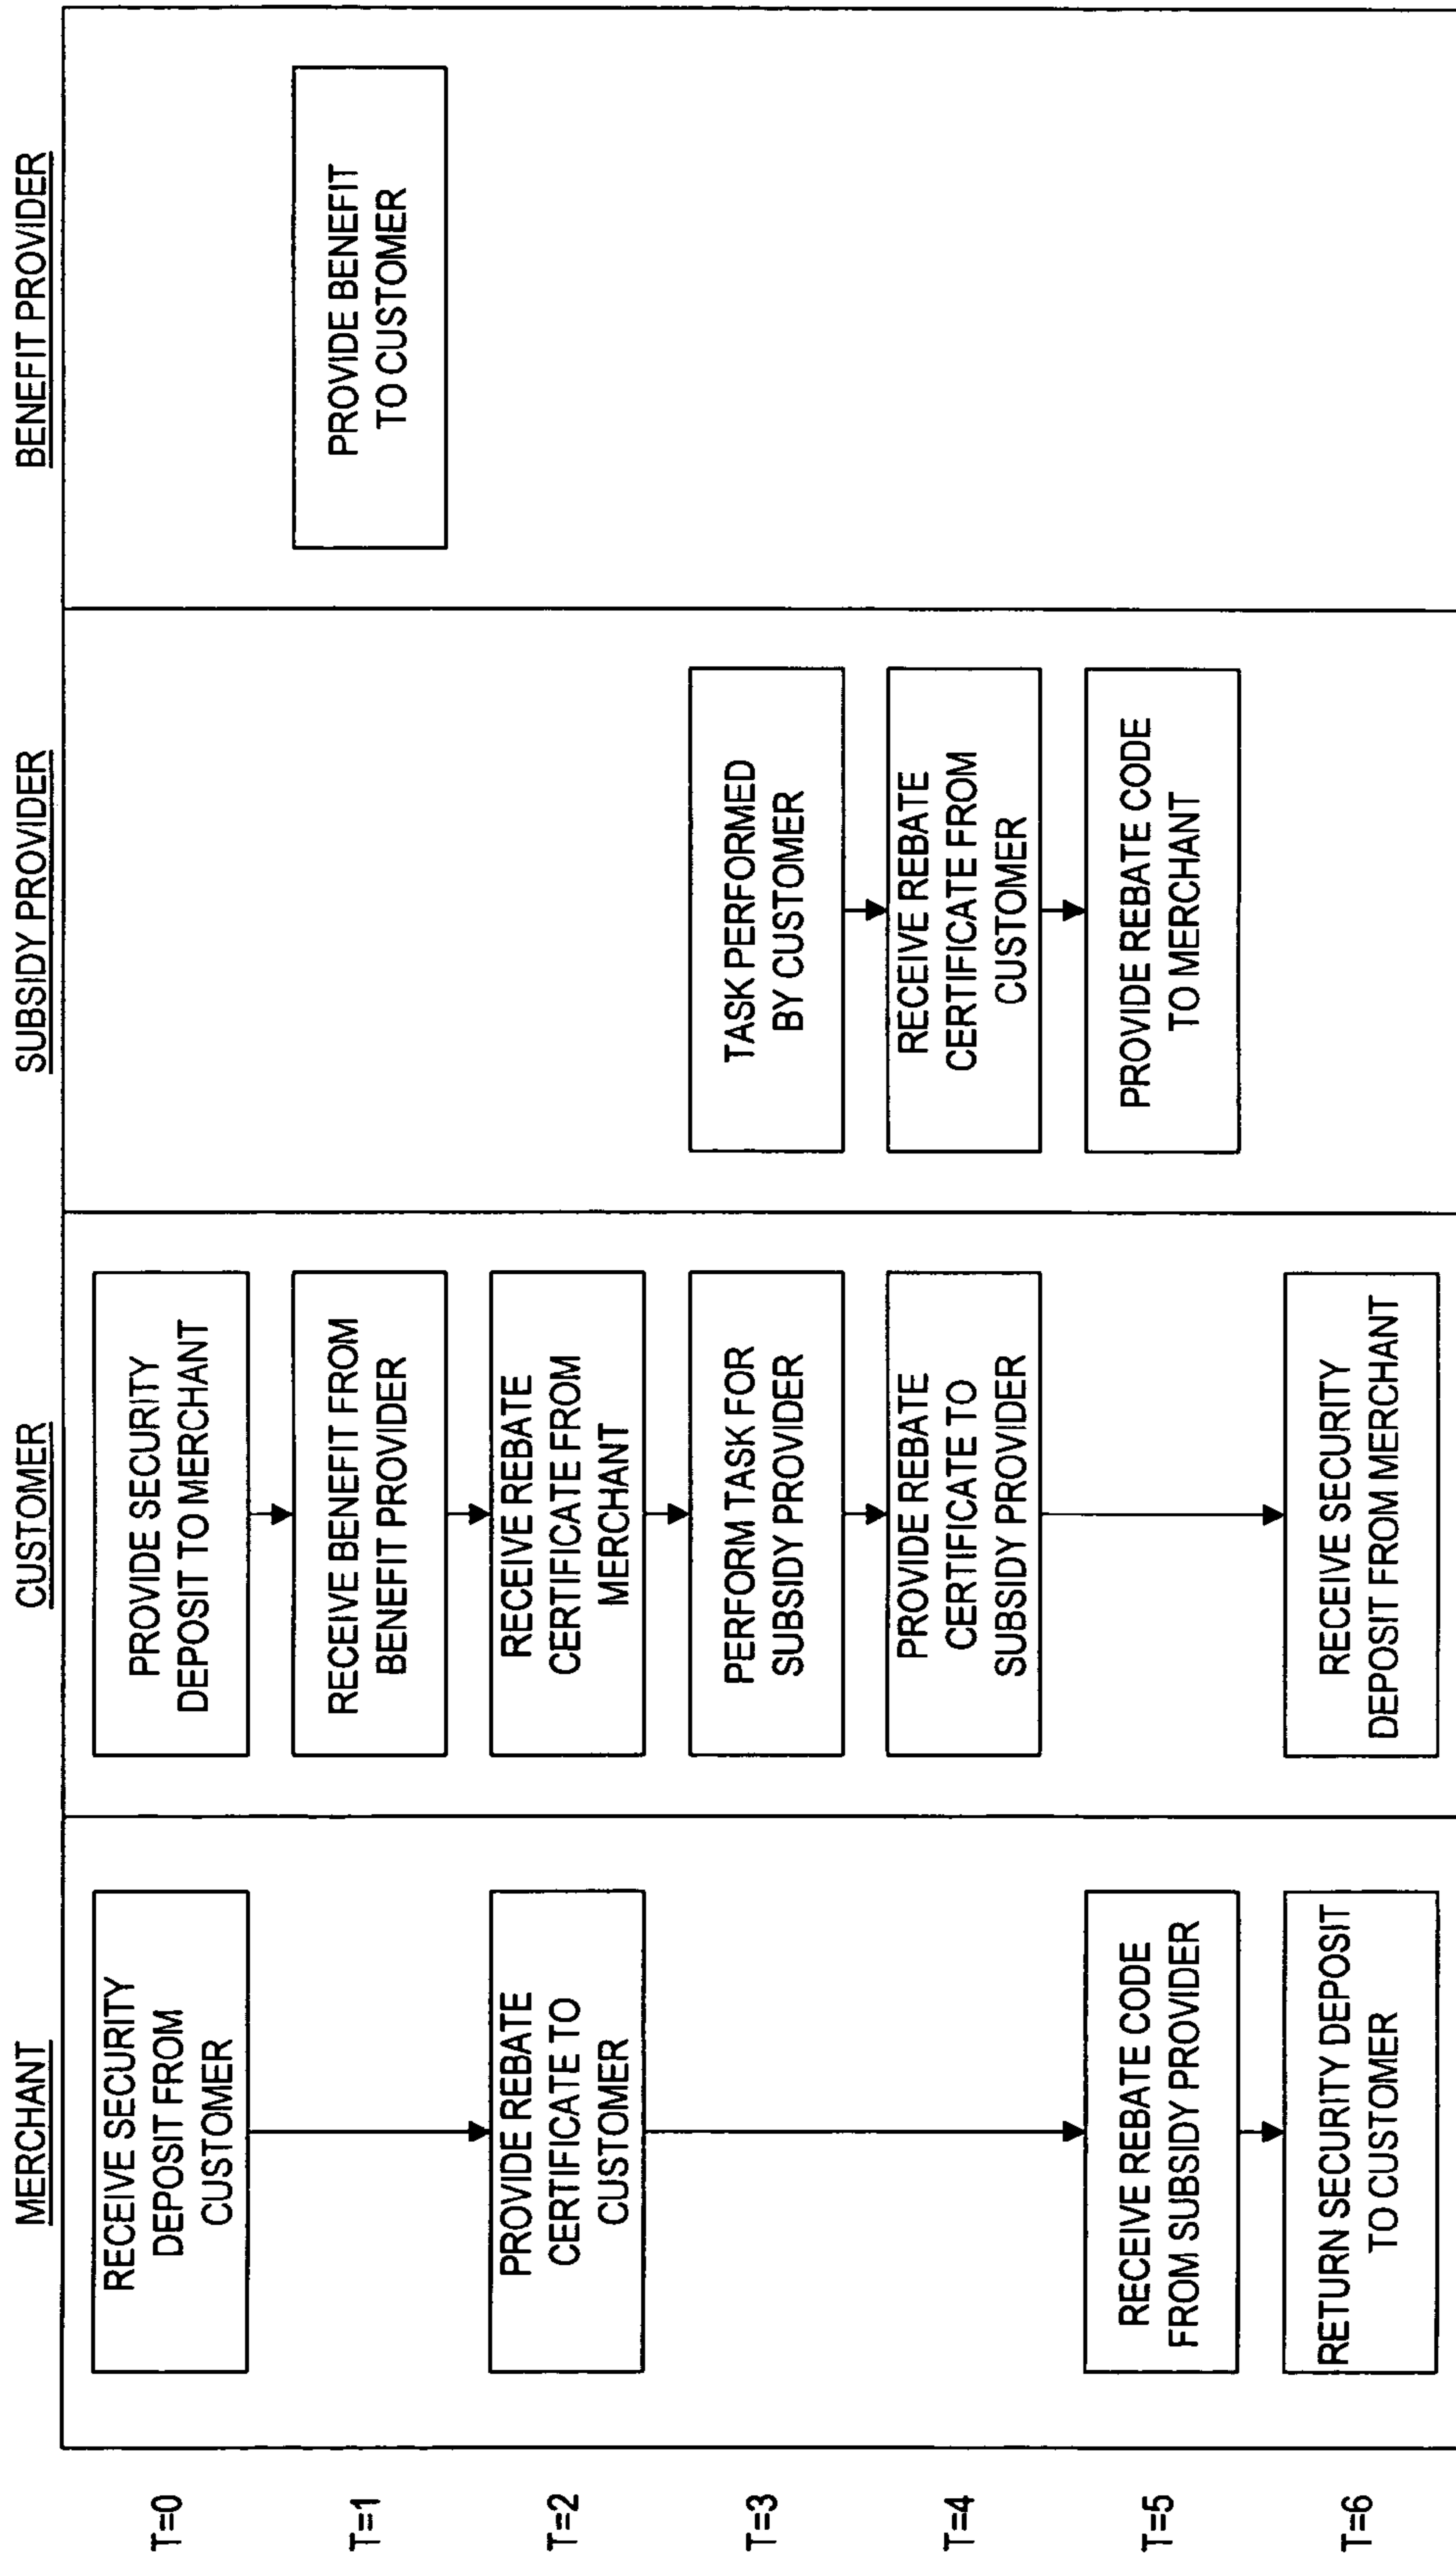 MERCHANT
CUSTOMER
SUBSIDY PROVIDER
BENEFIT PROVIDER
T=0
RECEIVE SECURITY
DEPOSIT FROM
CUSTOMER
PROVIDE SECURITY
DEPOSIT TO MERCHANT
T=1
RECEIVE BENEFIT FROM
BENEFIT PROVIDER
PROVIDE BENEFIT
TO CUSTOMER
T=2
PROVIDE REBATE
CERTIFICATE TO
CUSTOMER
RECEIVE REBATE
CERTIFICATE FROM
MERCHANT
T=3
PERFORM TASK FOR
SUBSIDY PROVIDER
TASK PERFORMED
BY CUSTOMER
T=4
PROVIDE REBATE
CERTIFICATE TO
SUBSIDY PROVIDER
RECEIVE REBATE
CERTIFICATE FROM
CUSTOMER
T=5
RECEIVE REBATE CODE
FROM SUBSIDY PROVIDER
PROVIDE REBATE CODE
TO MERCHANT
T=6
RETURN SECURITY DEPOSIT
TO CUSTOMER
RECEIVE SECURITY
DEPOSIT FROM MERCHANT